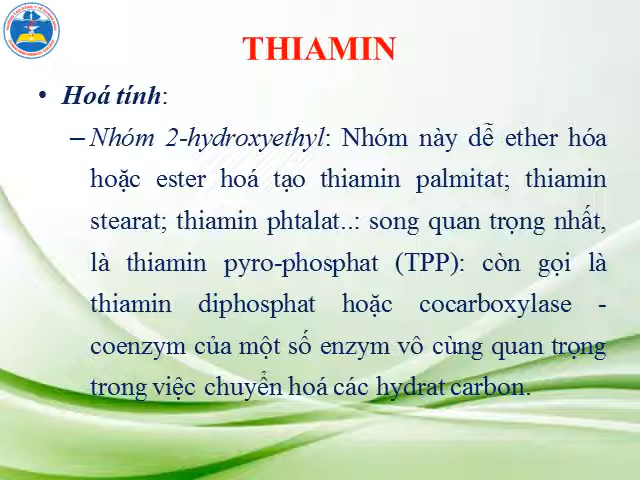 THIAMIN
• Hoá tính:
– Nhóm 2-hydroxyethyl: Nhóm này dễ ether hóa
hoặc ester hoá tạo thiamin palmitat; thiamin
stearat; thiamin phtalat..: song quan trọng nhất,
là thiamin pyro-phosphat (TPP): còn gọi là
thiamin diphosphat hoặc cocarboxylase -
coenzym của một số enzym vô cùng quan trọng
trong việc chuyển hoá các hydrat carbon.